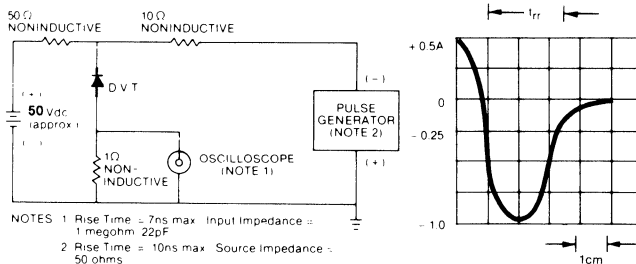 50 Ω
NONINDUCTIVE
10 Ω
NONINDUCTIVE
trr
+ 0.5A
0
- 0.25
- 1.0
1cm
(+)
50 Vdc
(approx)
(-)
DVT
1Ω
NON-
INDUCTIVE
OSCILLOSCOPE
(NOTE 1)
(-)
PULSE
GENERATOR
(NOTE 2)
(+)
NOTES 1 Rise Time = 7ns max Input Impedance =
1 megohm 22pF
2 Rise Time = 10ns max Source Impedance =
50 ohms